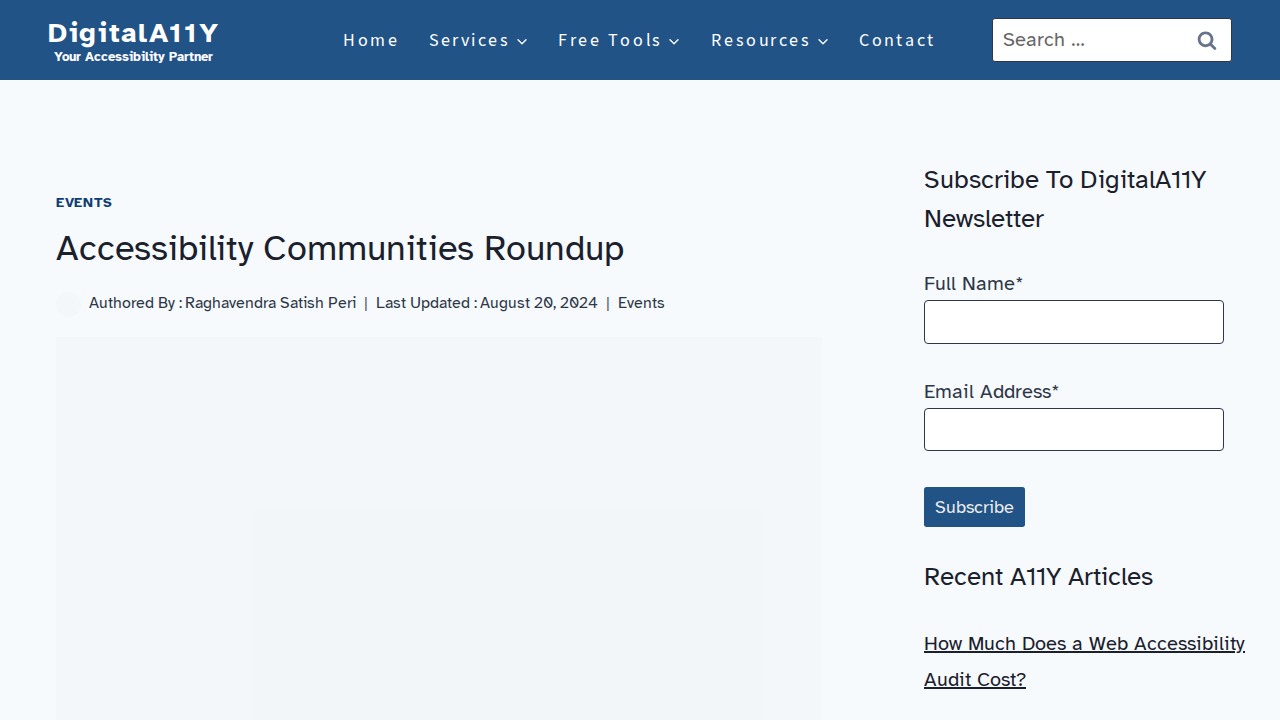 DigitalA11Y
Your Accessibility Partner
Home Services Free Tools Resources Contact
Search ...
EVENTS
Accessibility Communities Roundup
Authored By : Raghavendra Satish Peri | Last Updated : August 20, 2024 | Events
Subscribe To DigitalA11Y
Newsletter
Full Name*
Email Address*
Subscribe
Recent A11Y Articles
How Much Does a Web Accessibility
Audit Cost?